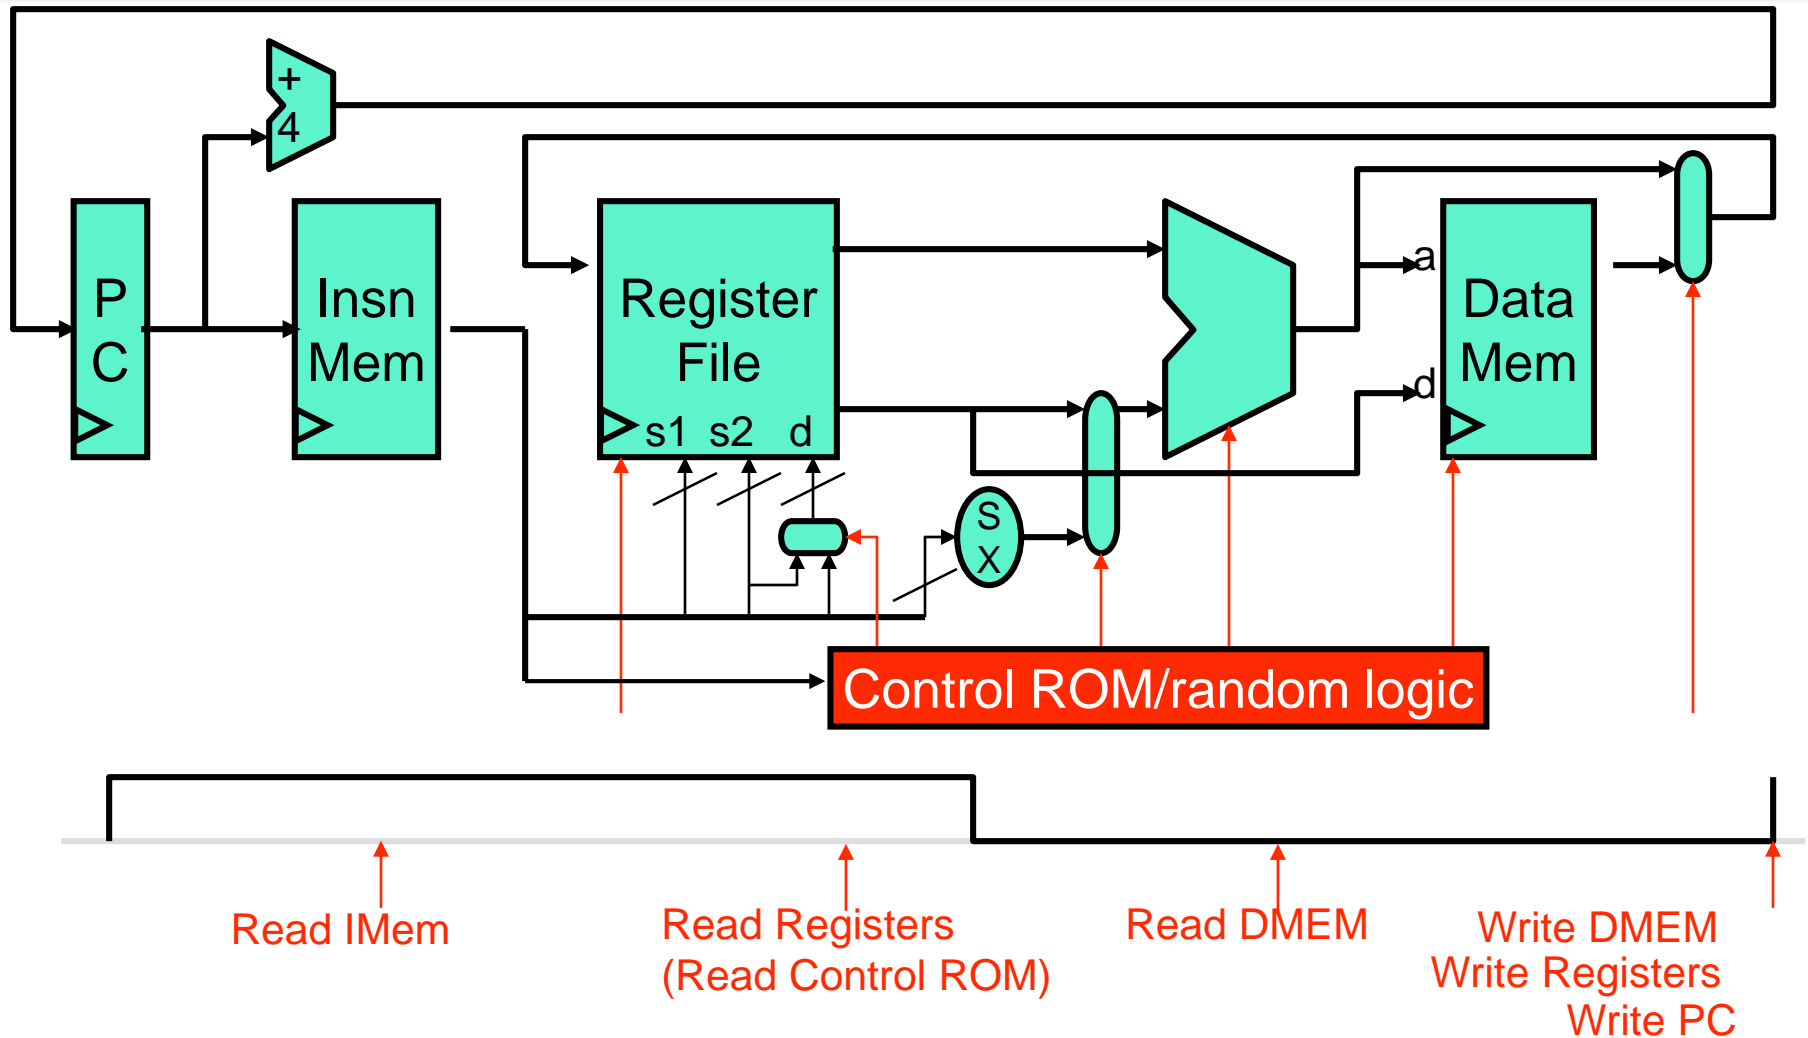 +
4
P
C
Insn
Mem
Register
File
s1 s2 d
S
X
a
d
Data
Mem
Control ROM/random logic
Read IMem
Read Registers
(Read Control ROM)
Read DMEM
Write DMEM
Write Registers
Write PC